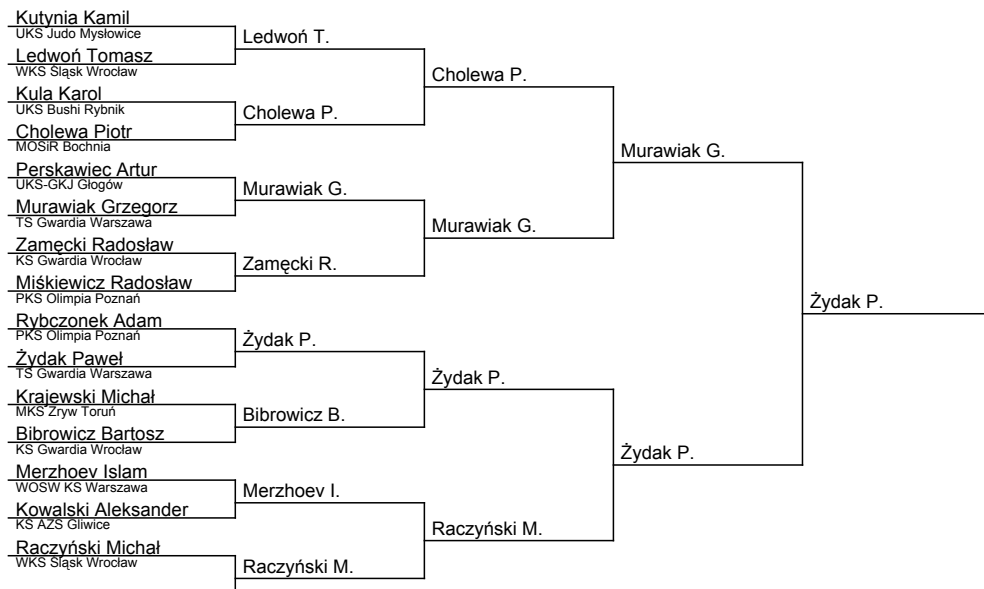 Kutynia Kamil
UKS Judo Mysłowice
Ledwoń Tomasz
WKS Śląsk Wrocław
Kula Karol
UKS Bushi Rybnik
Cholewa Piotr
MOSiR Bochnia
Perskawiec Artur
UKS-GKJ Głogów
Murawiak Grzegorz
TS Gwardia Warszawa
Zamęcki Radosław
KS Gwardia Wrocław
Miśkiewicz Radosław
PKS Olimpia Poznań
Rybczonek Adam
PKS Olimpia Poznań
Żydak Paweł
TS Gwardia Warszawa
Krajewski Michał
MKS Zryw Toruń
Bibrowicz Bartosz
KS Gwardia Wrocław
Merzhoev Islam
WOSW KS Warszawa
Kowalski Aleksander
KS AZS Gliwice
Raczyński Michał
WKS Śląsk Wrocław
Ledwoń T.
Cholewa P.
Murawiak G.
Zamęcki R.
Żydak P.
Bibrowicz B.
Merzhoev I.
Raczyński M.
Cholewa P.
Murawiak G.
Żydak P.
Raczyński M.
Murawiak G.
Żydak P.
Żydak P.